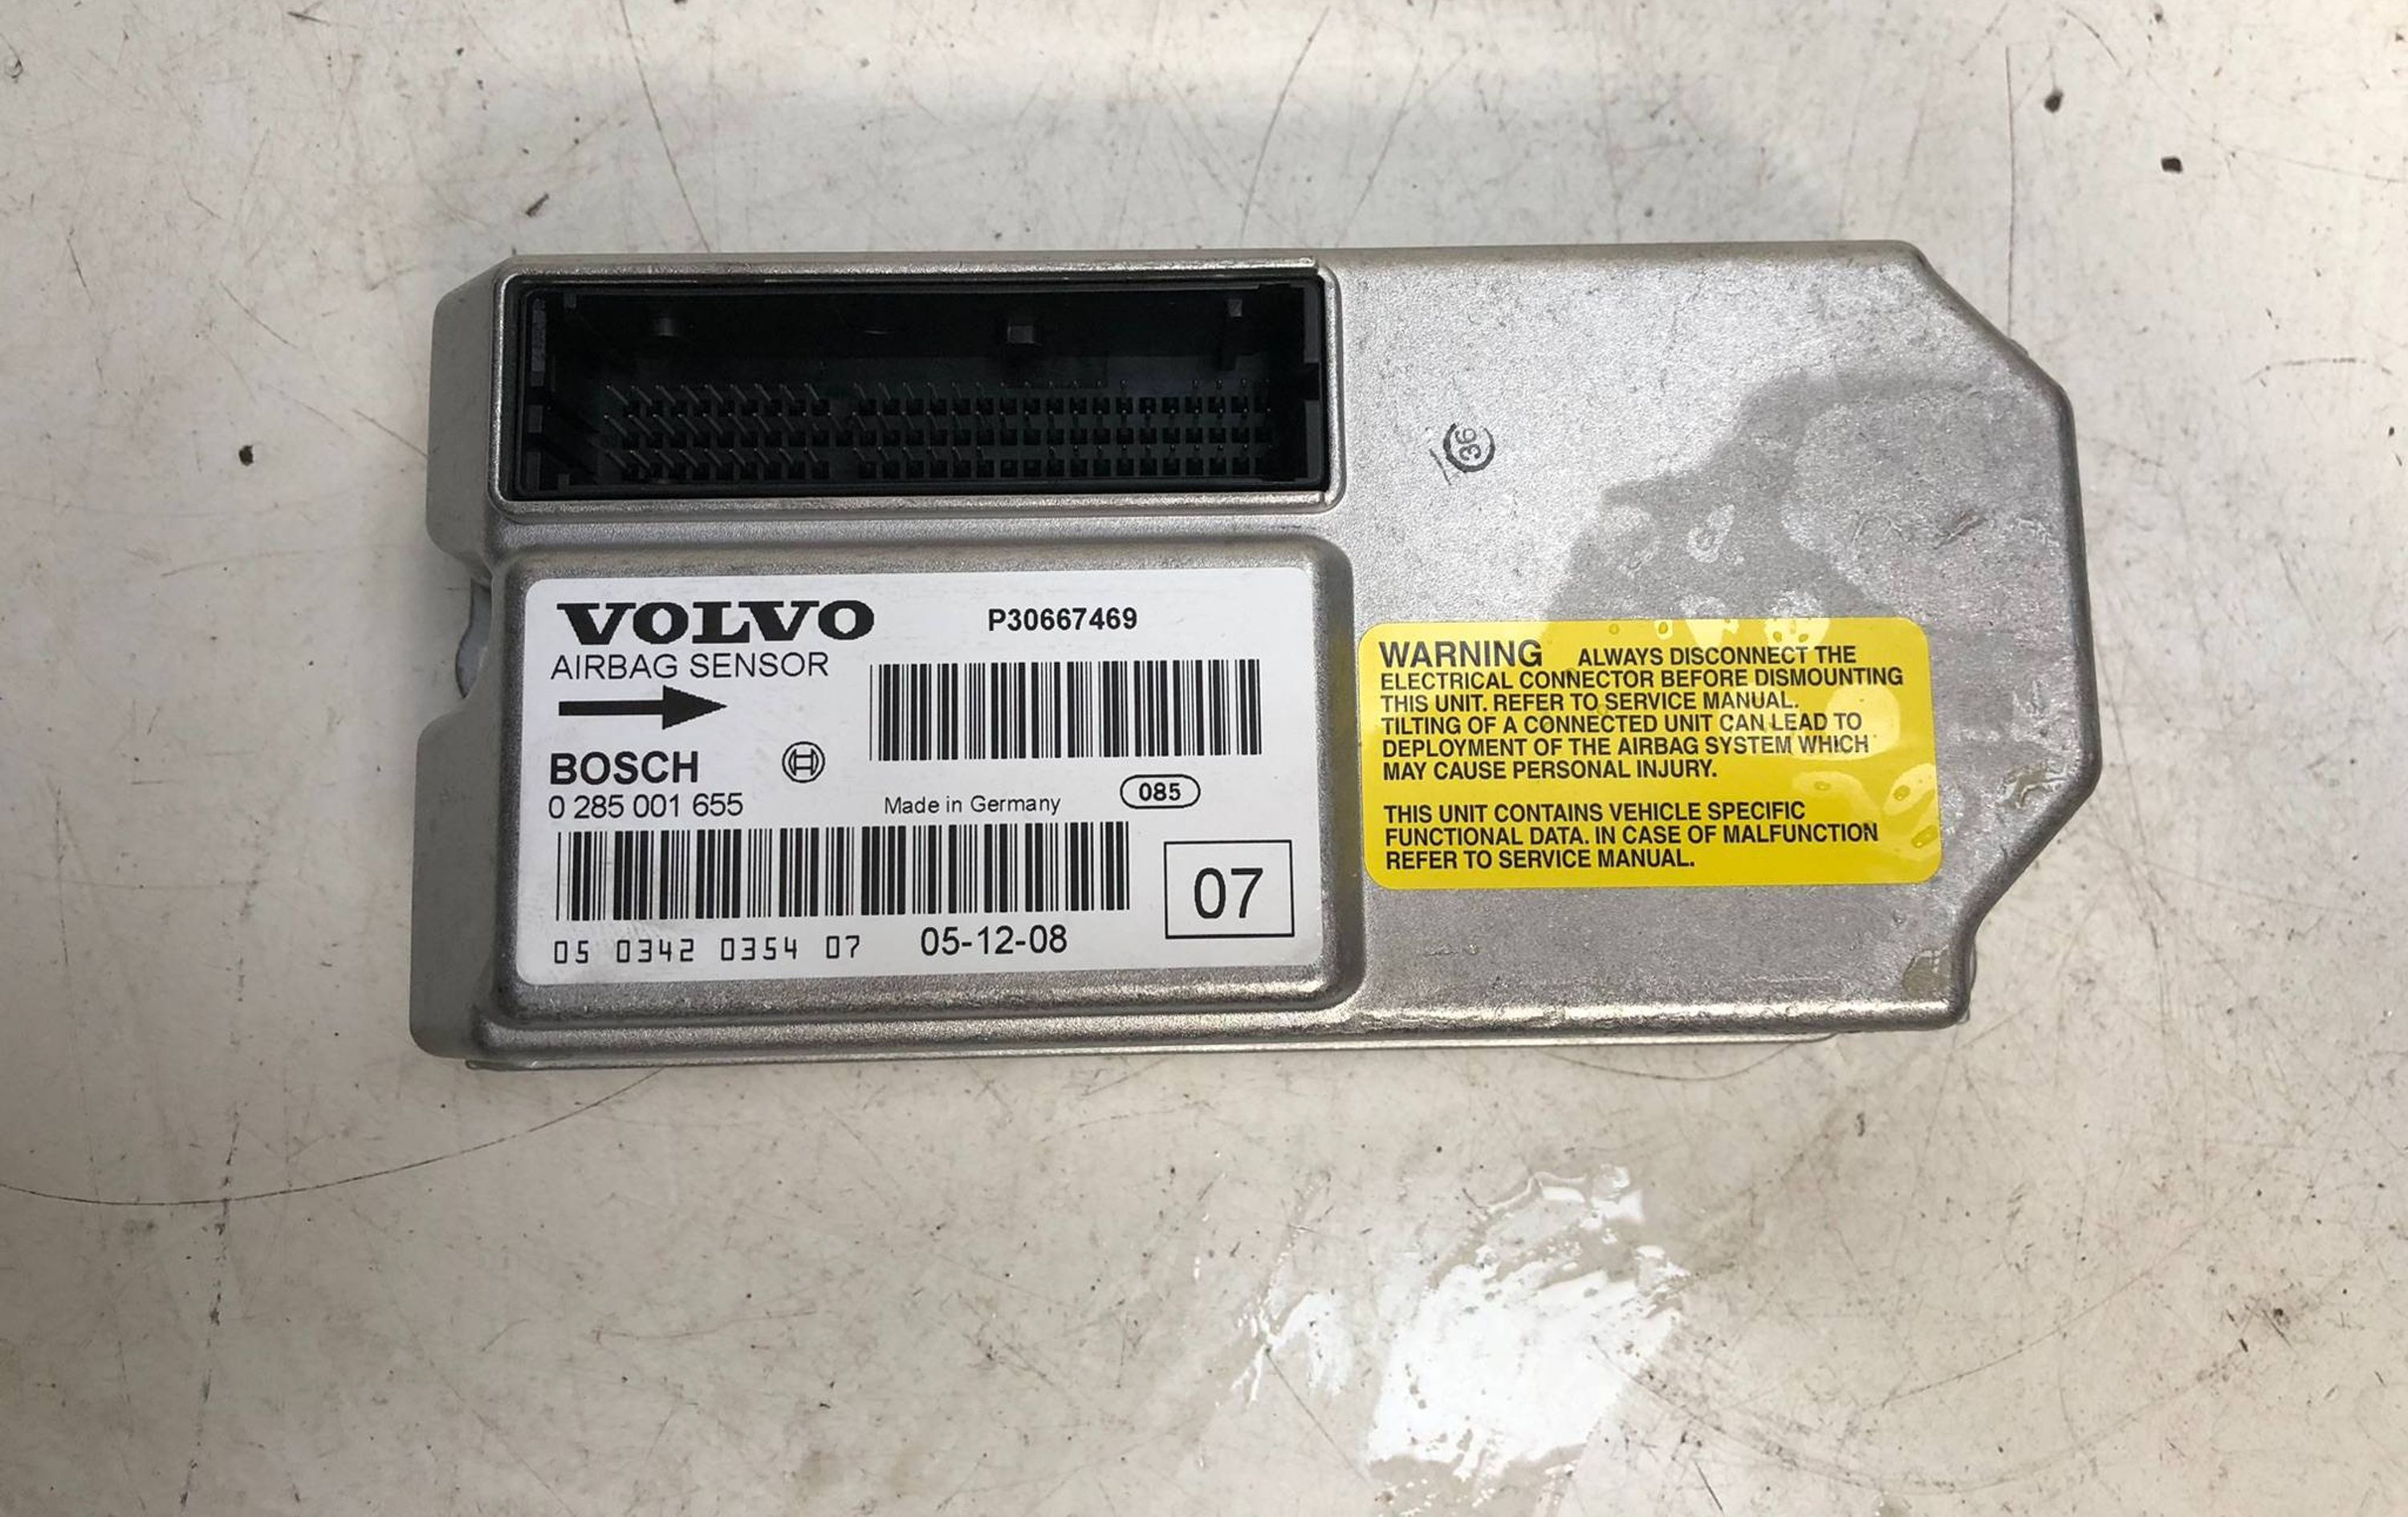 36
VOLVO
P30667469
AIRBAG SENSOR
BOSCH
0 285 001 655
Made in Germany
085
05 0342 0354 07
05-12-08
07
WARNING ALWAYS DISCONNECT THE
ELECTRICAL CONNECTOR BEFORE DISMOUNTING
THIS UNIT. REFER TO SERVICE MANUAL.
TILTING OF A CONNECTED UNIT CAN LEAD TO
DEPLOYMENT OF THE AIRBAG SYSTEM WHICH
MAY CAUSE PERSONAL INJURY.
THIS UNIT CONTAINS VEHICLE SPECIFIC
FUNCTIONAL DATA. IN CASE OF MALFUNCTION
REFER TO SERVICE MANUAL.